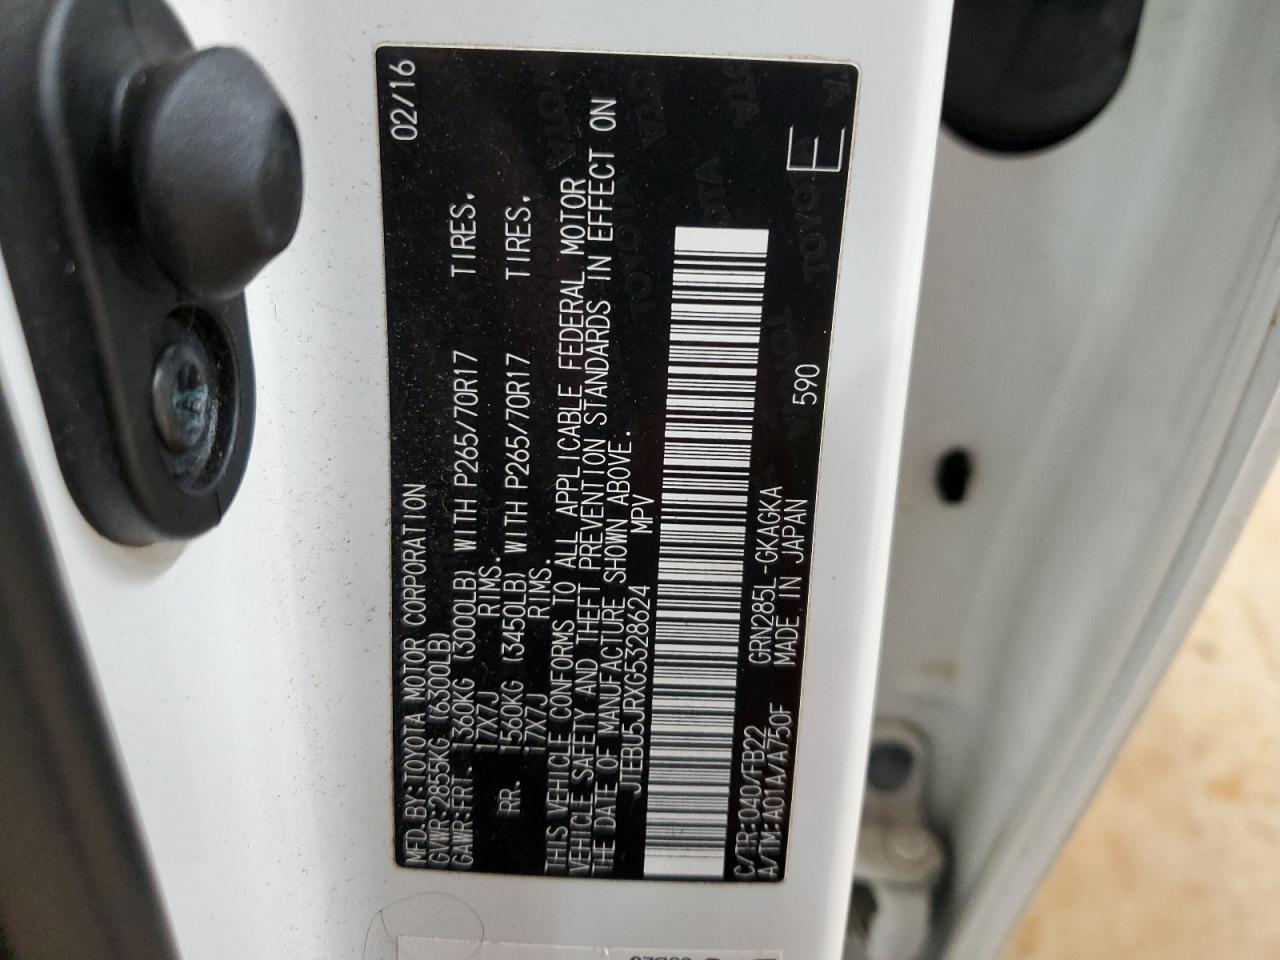 MFD.BY:TOYOTA MOTOR CORPORATION 02/16
GVWR:2855KG (6300LB)
GAWR:FRT. 1360KG (3000LB) WITH P265/70R17 TIRES.
17X7J RIMS.
RR. 1560KG (3450LB) WITH P265/70R17 TIRES.
17X7J RIMS.
THIS VEHICLE CONFORMS TO ALL APPLICABLE FEDERAL MOTOR
VEHICLE SAFETY AND THEFT PREVENTION STANDARDS IN EFFECT ON
THE DATE OF MANUFACTURE SHOWN ABOVE.
JTEBU5JRXG5328624 MPV
C/TR:040/FB22 GRN285L-GKAGKA
A/TM:A01A/A750F MADE IN JAPAN 590 E